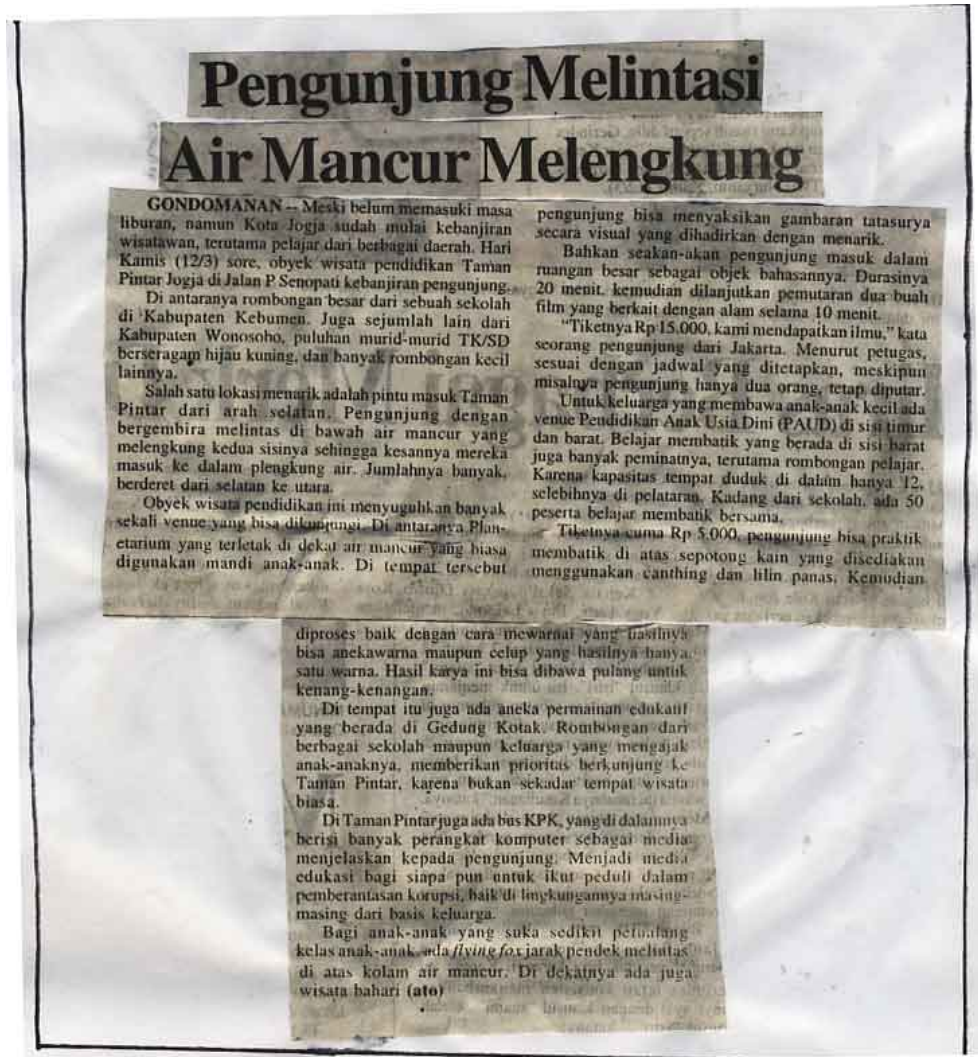 Pengunjung Melintasi
Air Mancur Melengkung
GONDOMANAN -- Meski belum memasuki masa
liburan, namun Kota Jogja sudah mulai kebanjiran
wisatawan, terutama pelajar dari berbagai daerah. Hari
Kamis (12/3) sore, obyek wisata pendidikan Taman
Pintar Jogja di Jalan P Senopati kebanjiran pengunjung.
Di antaranya rombongan besar dari sebuah sekolah
di Kabupaten Kebumen. Juga sejumlah lain dari
Kabupaten Wonosoho, puluhan murid-murid TK/SD
berseragam hijau kuning, dan banyak rombongan kecil
lainnya.
Salah satu lokasi menarik adalah pintu masuk Taman
Pintar dari arah selatan. Pengunjung dengan
bergembira melintas di bawah air mancur yang
melengkung kedua sisinya sehingga kesannya mereka
masuk ke dalam plengkung air. Jumlahnya banyak,
berderet dari selatan ke utara.
Obyek wisata pendidikan ini menyuguhkan banyak
sekali venue yang bisa dikunjungi. Di antaranya Plan-
etarium yang terletak di dekat air mancur yang biasa
digunakan mandi anak-anak. Di tempat tersebut
pengunjung bisa menyaksikan gambaran tatasurya
secara visual yang dihadirkan dengan menarik.
Bahkan seakan-akan pengunjung masuk dalam
ruangan besar sebagai objek bahasannya. Durasinya
20 menit, kemudian dilanjutkan pemutaran dua buah
film yang berkait dengan alam selama 10 menit.
"Tiketnya Rp 15.000, kami mendapatkan ilmu," kata
seorang pengunjung dari Jakarta. Menurut petugas,
sesuai dengan jadwal yang ditetapkan, meskipun
misalnya pengunjung hanya dua orang, tetap diputar.
Untuk keluarga yang membawa anak-anak kecil ada
venue Pendidikan Anak Usia Dini (PAUD) di sisi timur
dan barat. Belajar membatik yang berada di sisi barat
juga banyak peminatnya, terutama rombongan pelajar.
Karena kapasitas tempat duduk di dalam hanya 12,
selebihnya di pelataran. Kadang dari sekolah, ada 50
peserta belajar membatik bersama.
Tiketnya cuma Rp 5.000, pengunjung bisa praktik
membatik di atas sepotong kain yang disediakan
menggunakan canthing dan lilin panas. Kemudian
diproses baik dengan cara mewarnai yang hasilnya
bisa anekawarna maupun celup yang hasilnya hanya
satu warna. Hasil karya ini bisa dibawa pulang untuk
kenang-kenangan.
Di tempat itu juga ada aneka permainan edukatif
yang berada di Gedung Kotak. Rombongan dari
berbagai sekolah maupun keluarga yang mengajak
anak-anaknya, memberikan prioritas berkunjung ke
Taman Pintar, karena bukan sekadar tempat wisata
biasa.
Di Taman Pintar juga ada bus KPK, yang di dalamnya
berisi banyak perangkat komputer sebagai media
menjelaskan kepada pengunjung. Menjadi media
edukasi bagi siapa pun untuk ikut peduli dalam
pemberantasan korupsi, baik di lingkungannya masing-
masing dari basis keluarga.
Bagi anak-anak yang suka sedikit petualang
kelas anak-anak, ada flying fox jarak pendek melintas
di atas kolam air mancur. Di dekatnya ada juga
wisata bahari (ato)